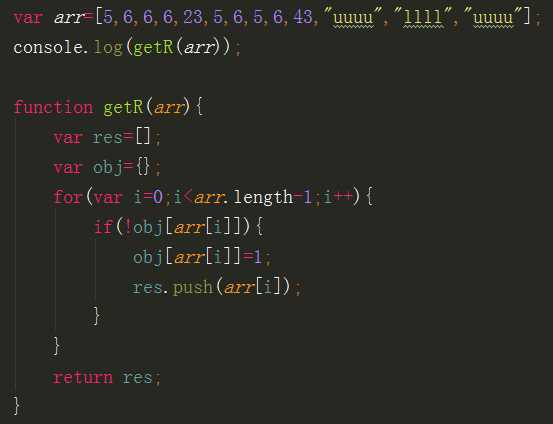 var arr=[5,6,6,6,23,5,6,5,6,43,"uuuu","llll","uuuu"];
console.log(getR(arr));
function getR(arr){
    var res=[];
    var obj={};
    for(var i=0;i<arr.length-1;i++){
        if(!obj[arr[i]]){
            obj[arr[i]]=1;
            res.push(arr[i]);
        }
    }
    return res;
}